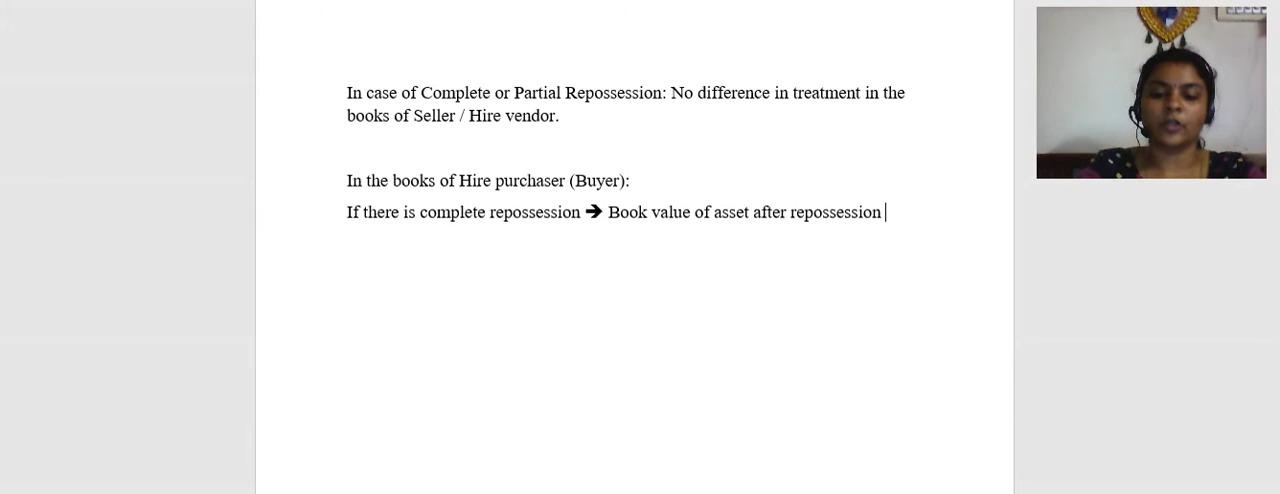 In case of Complete or Partial Repossession: No difference in treatment in the
books of Seller / Hire vendor.
In the books of Hire purchaser (Buyer):
If there is complete repossession ➔ Book value of asset after repossession